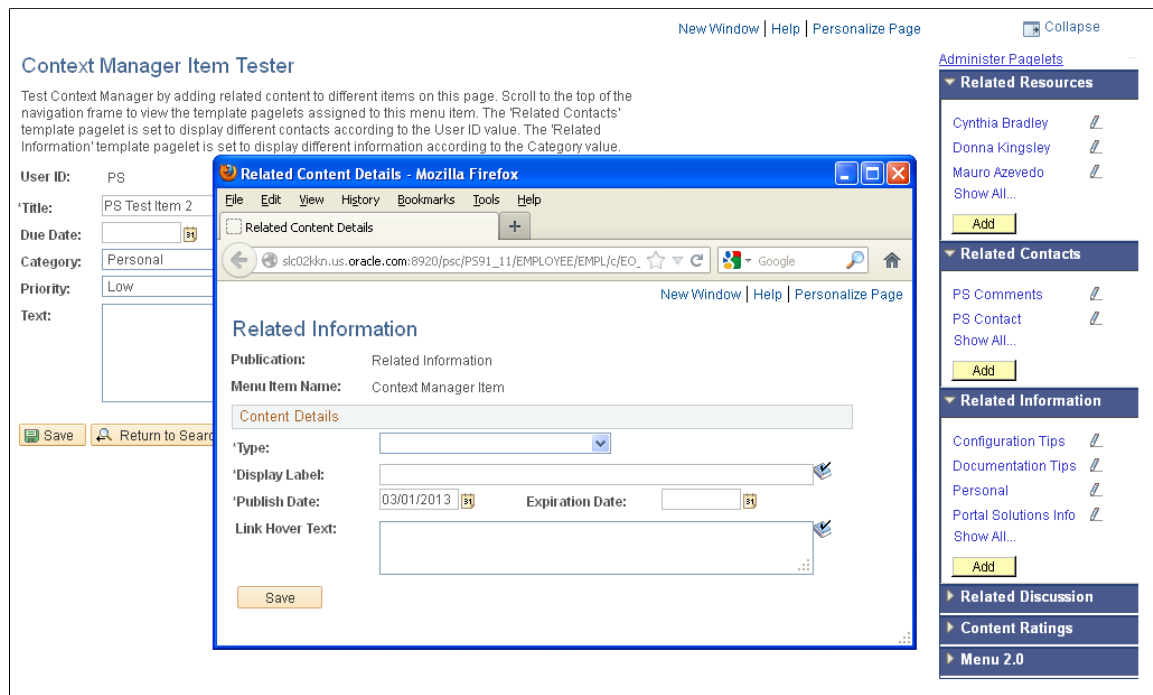 New Window | Help | Personalize Page
Collapse
Context Manager Item Tester
Test Context Manager by adding related content to different items on this page. Scroll to the top of the
navigation frame to view the template pagelets assigned to this menu item. The 'Related Contacts'
template pagelet is set to display different contacts according to the User ID value. The 'Related
Information' template pagelet is set to display different information according to the Category value.
User ID: PS
*Title: PS Test Item 2
Due Date: 31
Category: Personal
Priority: Low
Text:
Save
Return to Searc
Related Content Details - Mozilla Firefox
File Edit View History Bookmarks Tools Help
Related Content Details
slc02kkn.us.oracle.com:8920/psc/PS91_11/EMPLOYEE/EMPL/c/EO_
Google
New Window | Help | Personalize Page
Related Information
Publication: Related Information
Menu Item Name: Context Manager Item
Content Details
*Type:
*Display Label:
*Publish Date: 03/01/2013 31 Expiration Date: 31
Link Hover Text:
Save
Administer Pagelets
Related Resources
Cynthia Bradley
Donna Kingsley
Mauro Azevedo
Show All...
Add
Related Contacts
PS Comments
PS Contact
Show All...
Add
Related Information
Configuration Tips
Documentation Tips
Personal
Portal Solutions Info
Show All...
Add
Related Discussion
Content Ratings
Menu 2.0